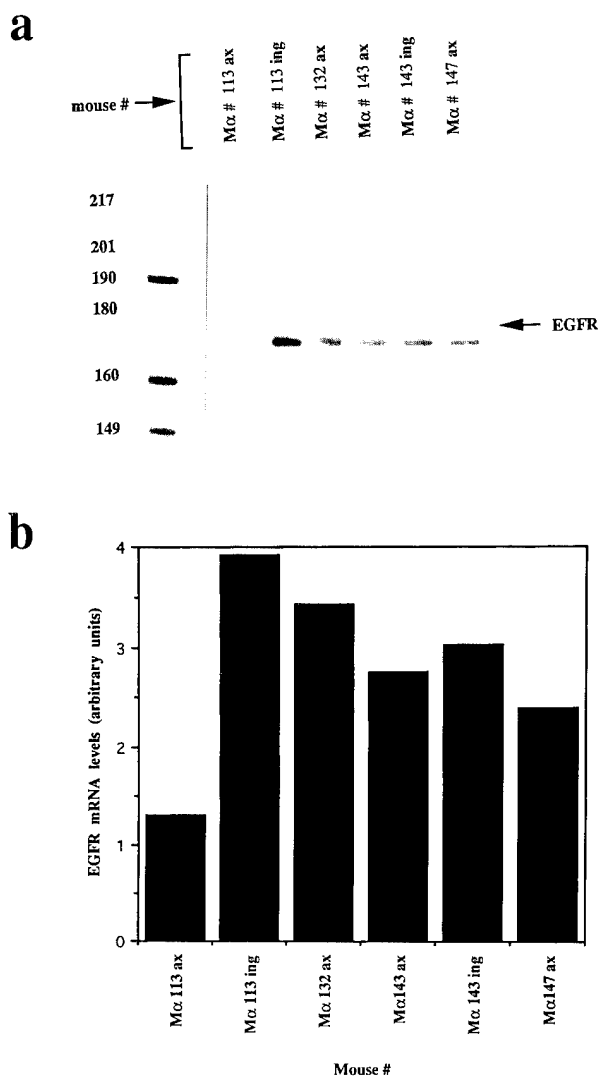 a
mouse #
Mα # 113 ax
Mα # 113 ing
Mα # 132 ax
Mα # 143 ax
Mα # 143 ing
Mα # 147 ax
217
201
190
180
160
149
EGFR
b
EGFR mRNA levels (arbitrary units)
4
3
2
1
0
Mα 113 ax
Mα 113 ing
Mα 132 ax
Mα143 ax
Mα 143 ing
Mα147 ax
Mouse #